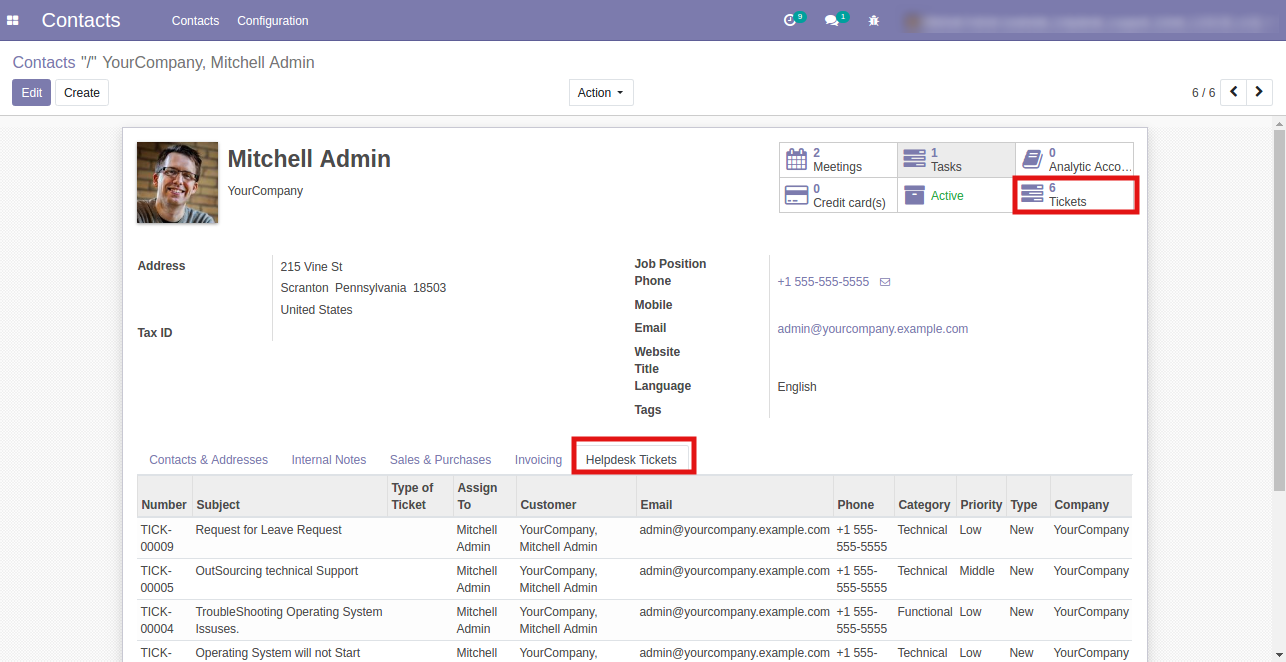 Contacts Contacts Configuration 9 1
Contacts "/" YourCompany, Mitchell Admin
Edit Create Action 6 / 6
Mitchell Admin
YourCompany
2 Meetings
1 Tasks
0 Analytic Acco...
0 Credit card(s)
Active
6 Tickets
Address
215 Vine St
Scranton Pennsylvania 18503
United States
Tax ID
Job Position
Phone +1 555-555-5555
Mobile
Email admin@yourcompany.example.com
Website
Title
Language English
Tags
Contacts & Addresses Internal Notes Sales & Purchases Invoicing Helpdesk Tickets
Number Subject Type of Ticket Assign To Customer Email Phone Category Priority Type Company
TICK-00009 Request for Leave Request Mitchell Admin YourCompany, Mitchell Admin admin@yourcompany.example.com +1 555-555-5555 Technical Low New YourCompany
TICK-00005 OutSourcing technical Support Mitchell Admin YourCompany, Mitchell Admin admin@yourcompany.example.com +1 555-555-5555 Technical Middle New YourCompany
TICK-00004 TroubleShooting Operating System Issuses. Mitchell Admin YourCompany, Mitchell Admin admin@yourcompany.example.com +1 555-555-5555 Functional Low New YourCompany
TICK- Operating System will not Start Mitchell YourCompany, admin@yourcompany.example.com +1 555- Technical Low New YourCompany